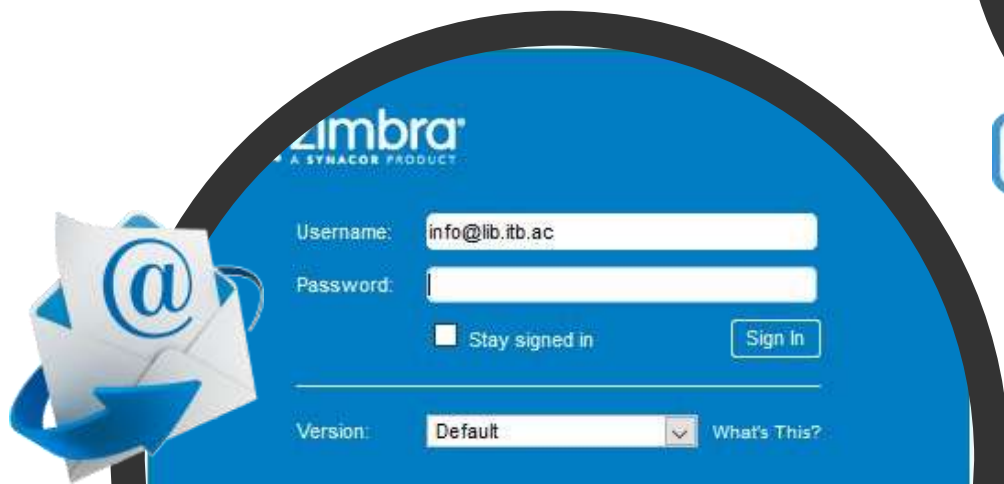 zimbra
A SYNACOR PRODUCT
@
Username: info@lib.itb.ac
Password:
Stay signed in Sign In
Version: Default What's This?